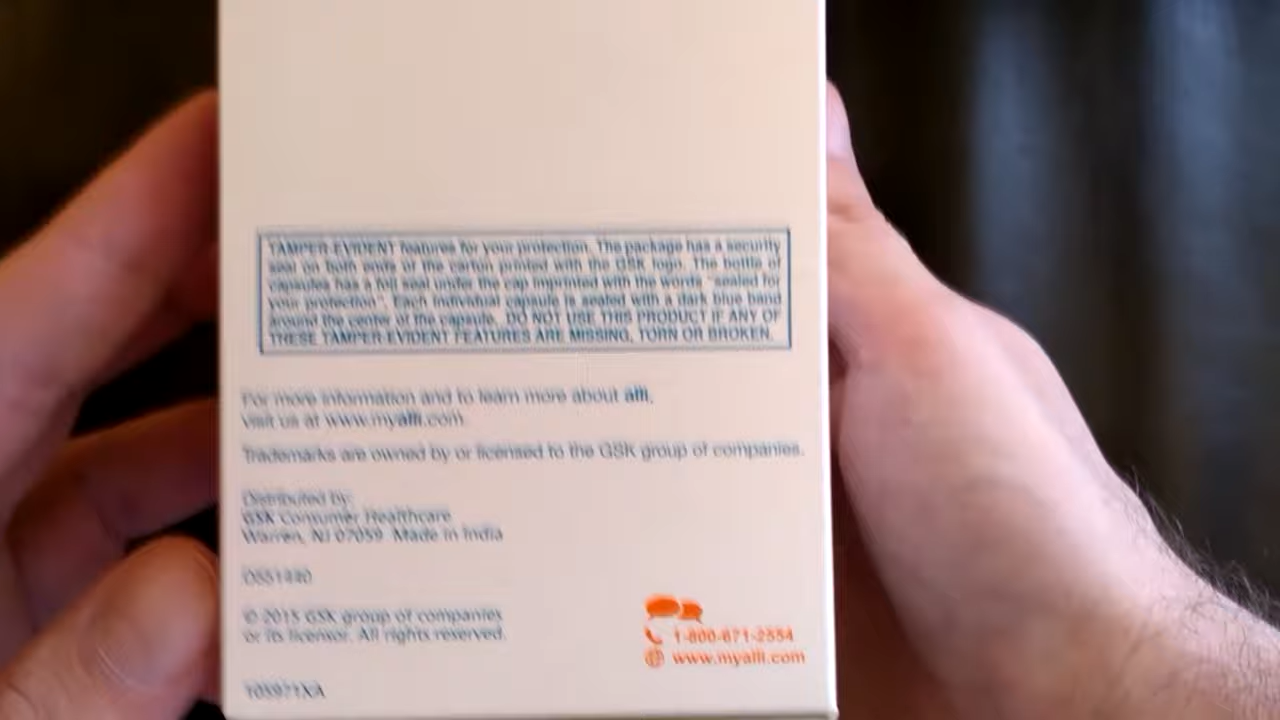 TAMPER-EVIDENT features for your protection. The package has a security
seal on both ends of the carton printed with the GSK logo. The bottle of
capsules has a foil seal under the cap imprinted with the words "sealed for
your protection". Each individual capsule is sealed with a dark blue band
around the center of the capsule. DO NOT USE THIS PRODUCT IF ANY OF
THESE TAMPER-EVIDENT FEATURES ARE MISSING, TORN OR BROKEN.
For more information and to learn more about alli,
visit us at www.myalli.com
Trademarks are owned by or licensed to the GSK group of companies.
Distributed by:
GSK Consumer Healthcare
Warren, NJ 07059 Made in India
© 2015 GSK group of companies
or its licensor. All rights reserved.
105971XA
1-800-671-2554
www.myalli.com